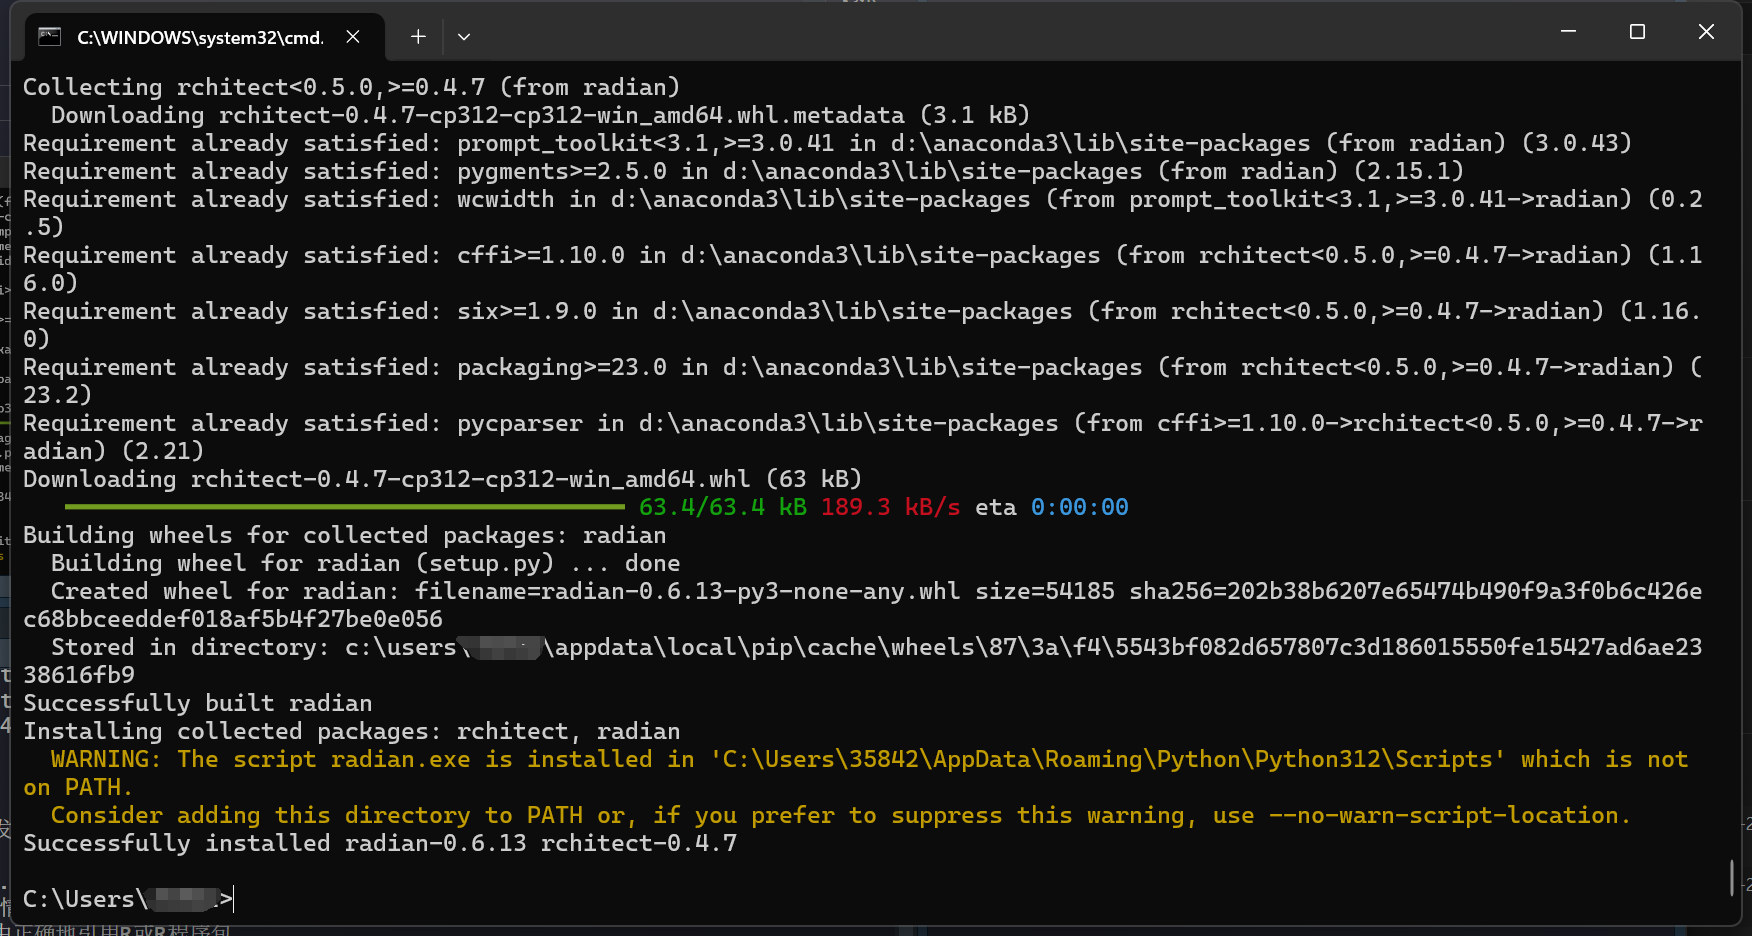 C:\WINDOWS\system32\cmd.
Collecting rchitect<0.5.0,>=0.4.7 (from radian)
  Downloading rchitect-0.4.7-cp312-cp312-win_amd64.whl.metadata (3.1 kB)
Requirement already satisfied: prompt_toolkit<3.1,>=3.0.41 in d:\anaconda3\lib\site-packages (from radian) (3.0.43)
Requirement already satisfied: pygments>=2.5.0 in d:\anaconda3\lib\site-packages (from radian) (2.15.1)
Requirement already satisfied: wcwidth in d:\anaconda3\lib\site-packages (from prompt_toolkit<3.1,>=3.0.41->radian) (0.2
.5)
Requirement already satisfied: cffi>=1.10.0 in d:\anaconda3\lib\site-packages (from rchitect<0.5.0,>=0.4.7->radian) (1.1
6.0)
Requirement already satisfied: six>=1.9.0 in d:\anaconda3\lib\site-packages (from rchitect<0.5.0,>=0.4.7->radian) (1.16.
0)
Requirement already satisfied: packaging>=23.0 in d:\anaconda3\lib\site-packages (from rchitect<0.5.0,>=0.4.7->radian) (
23.2)
Requirement already satisfied: pycparser in d:\anaconda3\lib\site-packages (from cffi>=1.10.0->rchitect<0.5.0,>=0.4.7->r
adian) (2.21)
Downloading rchitect-0.4.7-cp312-cp312-win_amd64.whl (63 kB)
63.4/63.4 kB 189.3 kB/s eta 0:00:00
Building wheels for collected packages: radian
  Building wheel for radian (setup.py) ... done
  Created wheel for radian: filename=radian-0.6.13-py3-none-any.whl size=54185 sha256=202b38b6207e65474b490f9a3f0b6c426e
c68bbceeddef018af5b4f27be0e056
  Stored in directory: c:\users\ \appdata\local\pip\cache\wheels\87\3a\f4\5543bf082d657807c3d186015550fe15427ad6ae23
38616fb9
Successfully built radian
Installing collected packages: rchitect, radian
  WARNING: The script radian.exe is installed in 'C:\Users\35842\AppData\Roaming\Python\Python312\Scripts' which is not
on PATH.
  Consider adding this directory to PATH or, if you prefer to suppress this warning, use --no-warn-script-location.
Successfully installed radian-0.6.13 rchitect-0.4.7
C:\Users\ >